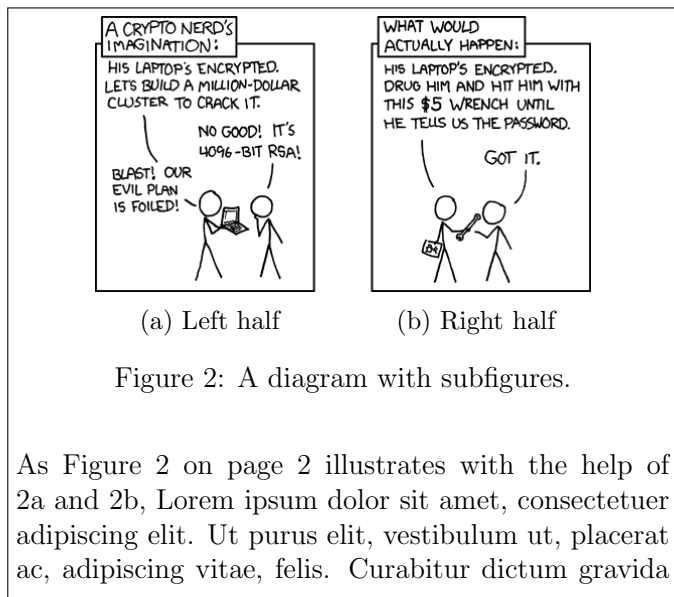 A CRYPTO NERD'S
IMAGINATION:
HIS LAPTOP'S ENCRYPTED.
LET'S BUILD A MILLION-DOLLAR
CLUSTER TO CRACK IT.
NO GOOD! IT'S
4096-BIT RSA!
BLAST! OUR
EVIL PLAN
IS FOILED!
WHAT WOULD
ACTUALLY HAPPEN:
HIS LAPTOP'S ENCRYPTED.
DRUG HIM AND HIT HIM WITH
THIS $5 WRENCH UNTIL
HE TELLS US THE PASSWORD.
GOT IT.
(a) Left half
(b) Right half
Figure 2: A diagram with subfigures.
As Figure 2 on page 2 illustrates with the help of
2a and 2b, Lorem ipsum dolor sit amet, consectetuer
adipiscing elit. Ut purus elit, vestibulum ut, placerat
ac, adipiscing vitae, felis. Curabitur dictum gravida